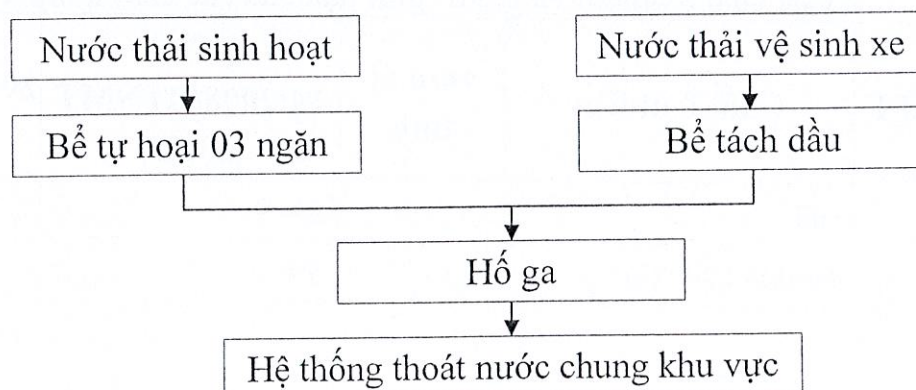 Nước thải sinh hoạt
Nước thải vệ sinh xe
Bể tự hoại 03 ngăn
Bể tách dầu
Hố ga
Hệ thống thoát nước chung khu vực